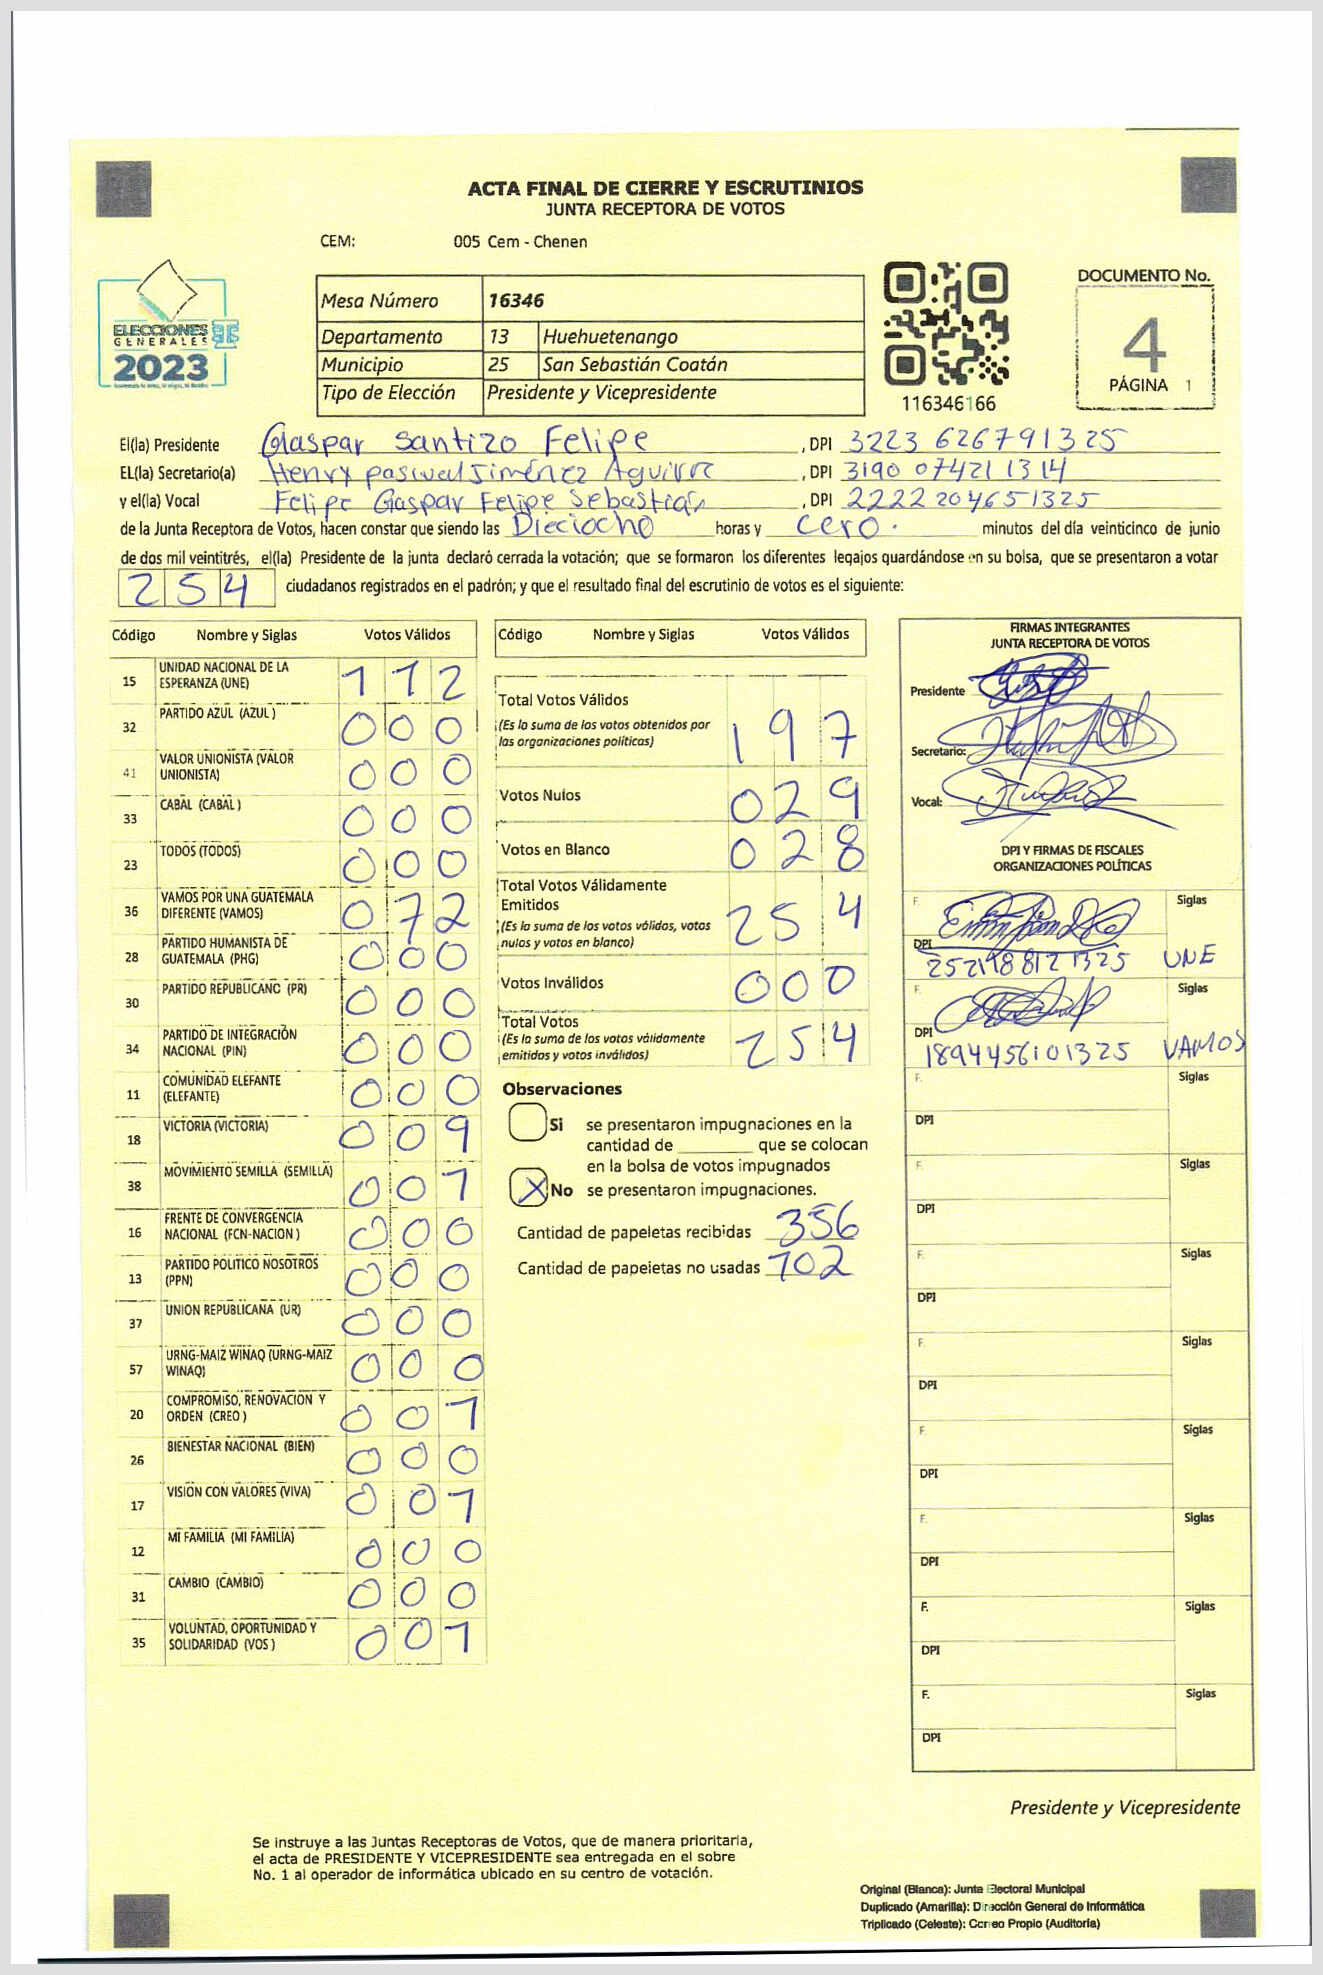 ACTA FINAL DE CIERRE Y ESCRUTINIOS
JUNTA RECEPTORA DE VOTOS
CEM: 005 Cem - Chenen
ELECCIONES
GENERALES
2023
Mesa Número 16346
Departamento 13 Huehuetenango
Municipio 25 San Sebastián Coatán
Tipo de Elección Presidente y Vicepresidente
116346166
DOCUMENTO No.
4
PÁGINA 1
El(la) Presidente Gaspar Santizo Felipe , DPI 3223 626791325
EL(la) Secretario(a) Henry pascual Jiménez Aguirre , DPI 3190 07421 1314
y el(la) Vocal Felipe Gaspar Felipe Sebastián , DPI 2222204651325
de la Junta Receptora de Votos, hacen constar que siendo las Dieciocho horas y cero. minutos del día veinticinco de junio
de dos mil veintitrés, el(la) Presidente de la junta declaró cerrada la votación; que se formaron los diferentes legajos guardándose en su bolsa, que se presentaron a votar
254 ciudadanos registrados en el padrón; y que el resultado final del escrutinio de votos es el siguiente:
Código Nombre y Siglas Votos Válidos
15 UNIDAD NACIONAL DE LA ESPERANZA (UNE) 112
32 PARTIDO AZUL (AZUL ) 000
41 VALOR UNIONISTA (VALOR UNIONISTA) 000
33 CABAL (CABAL ) 000
23 TODOS (TODOS) 000
36 VAMOS POR UNA GUATEMALA DIFERENTE (VAMOS) 072
28 PARTIDO HUMANISTA DE GUATEMALA (PHG) 000
30 PARTIDO REPUBLICANO (PR) 000
34 PARTIDO DE INTEGRACIÓN NACIONAL (PIN) 000
11 COMUNIDAD ELEFANTE (ELEFANTE) 000
18 VICTORIA (VICTORIA) 009
38 MOVIMIENTO SEMILLA (SEMILLA) 001
16 FRENTE DE CONVERGENCIA NACIONAL (FCN-NACION ) 000
13 PARTIDO POLITICO NOSOTROS (PPN) 000
37 UNION REPUBLICANA (UR) 000
57 URNG-MAIZ WINAQ (URNG-MAIZ WINAQ) 000
20 COMPROMISO, RENOVACION Y ORDEN (CREO ) 001
26 BIENESTAR NACIONAL (BIEN) 000
17 VISION CON VALORES (VIVA) 001
12 MI FAMILIA (MI FAMILIA) 000
31 CAMBIO (CAMBIO) 000
35 VOLUNTAD, OPORTUNIDAD Y SOLIDARIDAD (VOS ) 001
Código Nombre y Siglas Votos Válidos
Total Votos Válidos 197
(Es la suma de los votos obtenidos por
las organizaciones políticas)
Votos Nulos 029
Votos en Blanco 028
Total Votos Válidamente
Emitidos 254
(Es la suma de los votos válidos, votos
nulos y votos en blanco)
Votos Inválidos 000
Total Votos 254
(Es la suma de los votos válidamente
emitidos y votos inválidos)
Observaciones
Si se presentaron impugnaciones en la
cantidad de ________ que se colocan
en la bolsa de votos impugnados
X No se presentaron impugnaciones.
Cantidad de papeletas recibidas 356
Cantidad de papeletas no usadas 102
FIRMAS INTEGRANTES
JUNTA RECEPTORA DE VOTOS
Presidente
Secretario:
Vocal:
DPI Y FIRMAS DE FISCALES
ORGANIZACIONES POLÍTICAS
F. Siglas
DPI 252118812 1325 UNE
F. Siglas
DPI 1894456101325 VAMOS
F. Siglas
DPI
F. Siglas
DPI
F. Siglas
DPI
F. Siglas
DPI
F. Siglas
DPI
F. Siglas
DPI
F. Siglas
DPI
F. Siglas
DPI
Presidente y Vicepresidente
Se instruye a las Juntas Receptoras de Votos, que de manera prioritaria,
el acta de PRESIDENTE Y VICEPRESIDENTE sea entregada en el sobre
No. 1 al operador de informática ubicado en su centro de votación.
Original (Blanca): Junta Electoral Municipal
Duplicado (Amarilla): Dirección General de Informática
Triplicado (Celeste): Correo Propio (Auditoría)